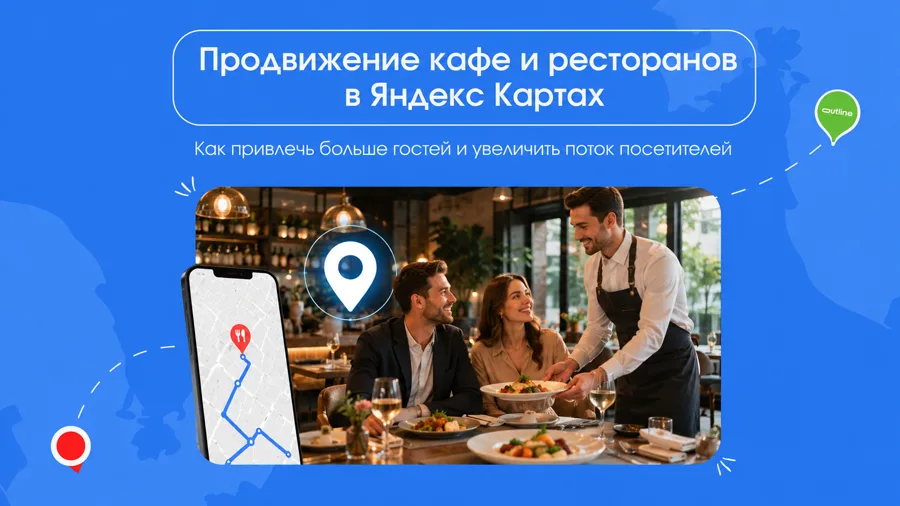 Продвижение кафе и ресторанов
в Яндекс Картах
Как привлечь больше гостей и увеличить поток посетителей
outline